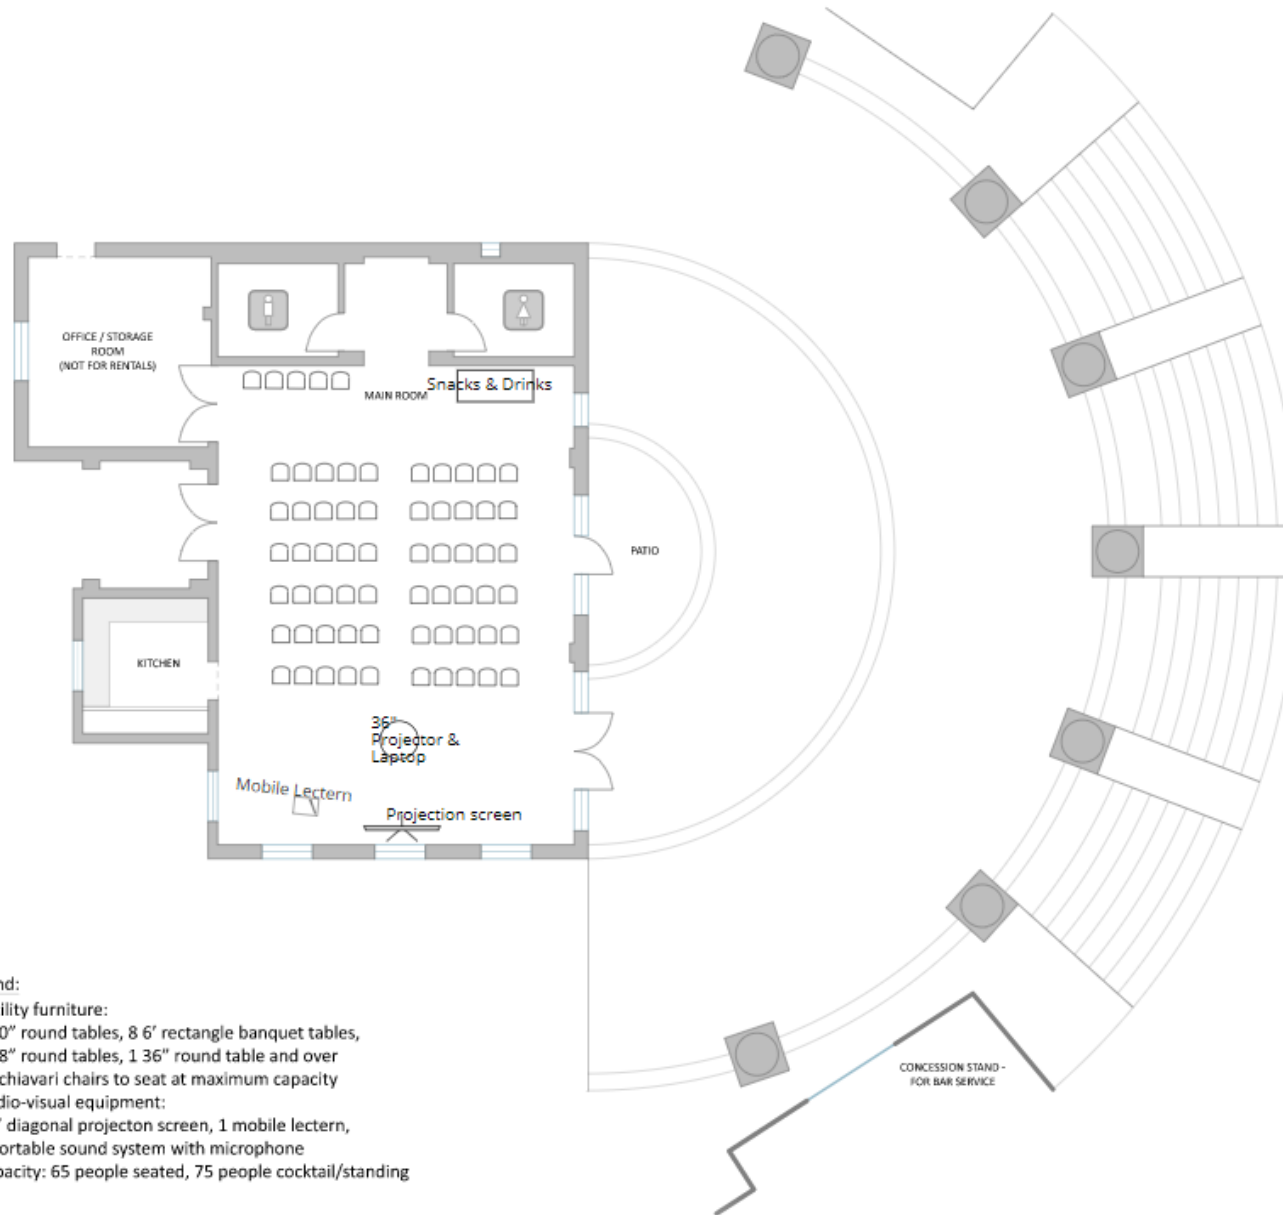 OFFICE / STORAGE
ROOM
(NOT FOR RENTALS)
MAIN ROOM
Snacks & Drinks
PATIO
KITCHEN
36"
Projector &
Laptop
Mobile Lectern
Projection screen
nd:
ility furniture:
0” round tables, 8 6’ rectangle banquet tables,
8” round tables, 1 36” round table and over
chiavari chairs to seat at maximum capacity
dio-visual equipment:
’ diagonal projecton screen, 1 mobile lectern,
ortable sound system with microphone
pacity: 65 people seated, 75 people cocktail/standing
CONCESSION STAND -
FOR BAR SERVICE